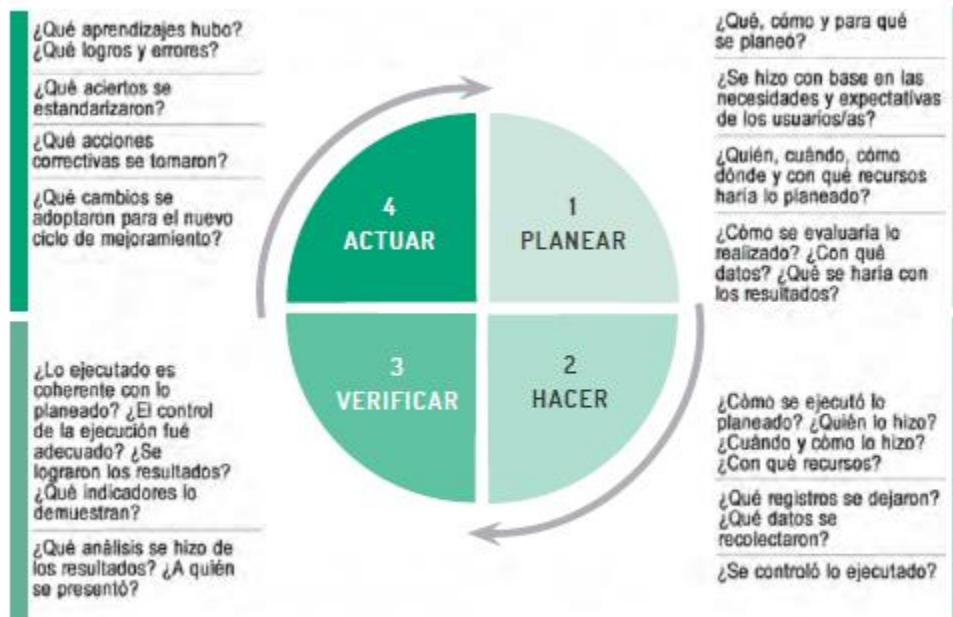 ¿Qué aprendizajes hubo?
¿Qué logros y errores?
¿Qué aciertos se
estandarizaron?
¿Qué acciones
correctivas se tomaron?
¿Qué cambios se
adoptaron para el nuevo
ciclo de mejoramiento?
4
ACTUAR
1
PLANEAR
¿Qué, cómo y para qué
se planeó?
¿Se hizo con base en las
necesidades y expectativas
de los usuarios/as?
¿Quién, cuándo, cómo
dónde y con qué recursos
haría lo planeado?
¿Cómo se evaluaría lo
realizado? ¿Con qué
datos? ¿Qué se haría con
los resultados?
¿Lo ejecutado es
coherente con lo
planeado? ¿El control
de la ejecución fué
adecuado? ¿Se
lograron los resultados?
¿Qué indicadores lo
demuestran?
¿Qué análisis se hizo de
los resultados? ¿A quién
se presentó?
3
VERIFICAR
2
HACER
¿Cómo se ejecutó lo
planeado? ¿Quién lo hizo?
¿Cuándo y cómo lo hizo?
¿Con qué recursos?
¿Qué registros se dejaron?
¿Qué datos se
recolectaron?
¿Se controló lo ejecutado?